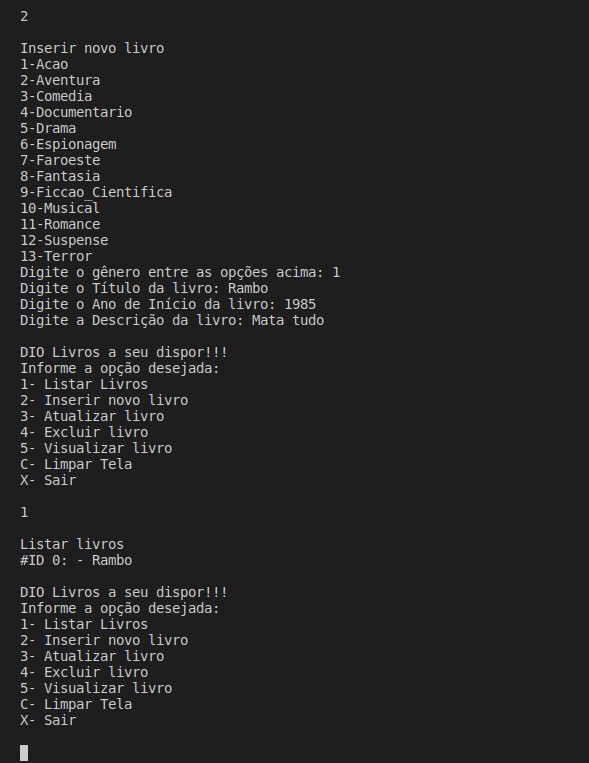 2
Inserir novo livro
1-Acao
2-Aventura
3-Comedia
4-Documentario
5-Drama
6-Espionagem
7-Faroeste
8-Fantasia
9-Ficcao_Cientifica
10-Musical
11-Romance
12-Suspense
13-Terror
Digite o gênero entre as opções acima: 1
Digite o Título da livro: Rambo
Digite o Ano de Início da livro: 1985
Digite a Descrição da livro: Mata tudo
DIO Livros a seu dispor!!!
Informe a opção desejada:
1- Listar Livros
2- Inserir novo livro
3- Atualizar livro
4- Excluir livro
5- Visualizar livro
C- Limpar Tela
X- Sair
1
Listar livros
#ID 0: - Rambo
DIO Livros a seu dispor!!!
Informe a opção desejada:
1- Listar Livros
2- Inserir novo livro
3- Atualizar livro
4- Excluir livro
5- Visualizar livro
C- Limpar Tela
X- Sair